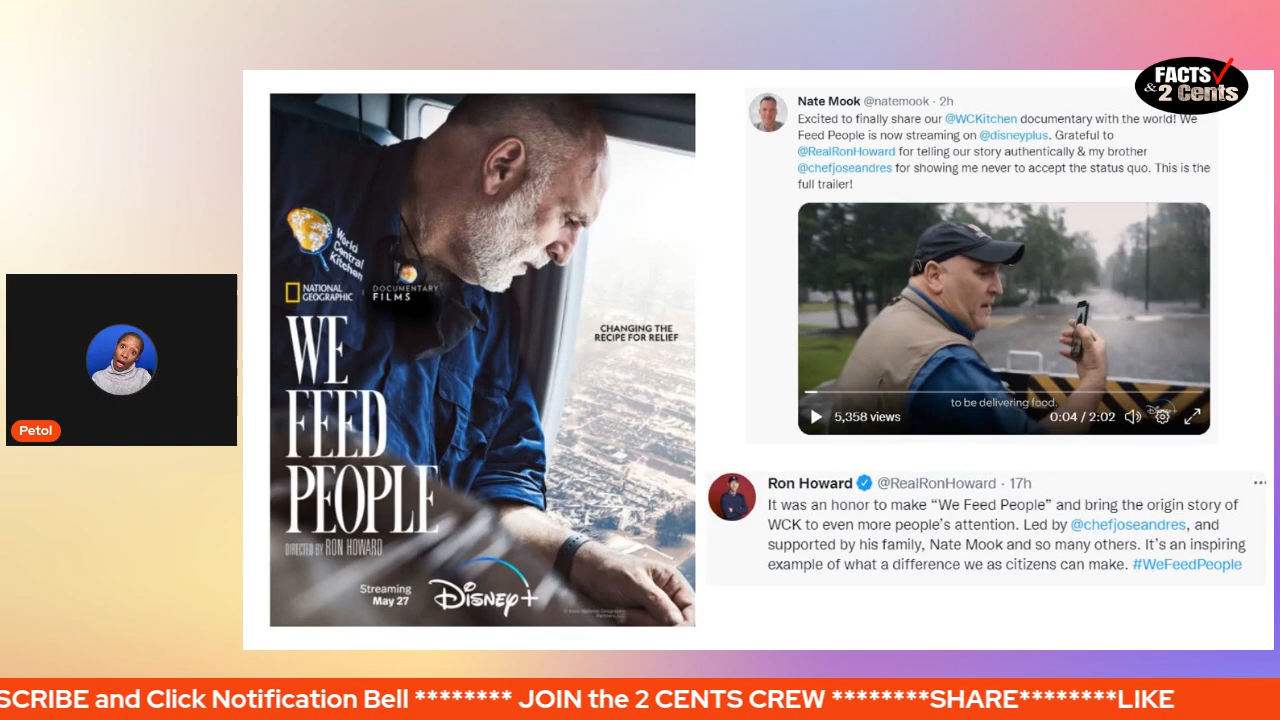 FACTS
& 2 Cents
Petol
World
Central
Kitchen
NATIONAL
GEOGRAPHIC
DOCUMENTARY
FILMS
WE
FEED
PEOPLE
DIRECTED BY RON HOWARD
CHANGING THE
RECIPE FOR RELIEF
Streaming
May 27
Disney+
Nate Mook @natemook · 2h
Excited to finally share our @WCKitchen documentary with the world! We
Feed People is now streaming on @disneyplus. Grateful to
@RealRonHoward for telling our story authentically & my brother
@chefjoseandres for showing me never to accept the status quo. This is the
full trailer!
to be delivering food.
5,358 views
0:04 / 2:02
Ron Howard @RealRonHoward · 17h
It was an honor to make “We Feed People” and bring the origin story of
WCK to even more people’s attention. Led by @chefjoseandres, and
supported by his family, Nate Mook and so many others. It’s an inspiring
example of what a difference we as citizens can make. #WeFeedPeople
SCRIBE and Click Notification Bell ******** JOIN the 2 CENTS CREW ********SHARE********LIKE